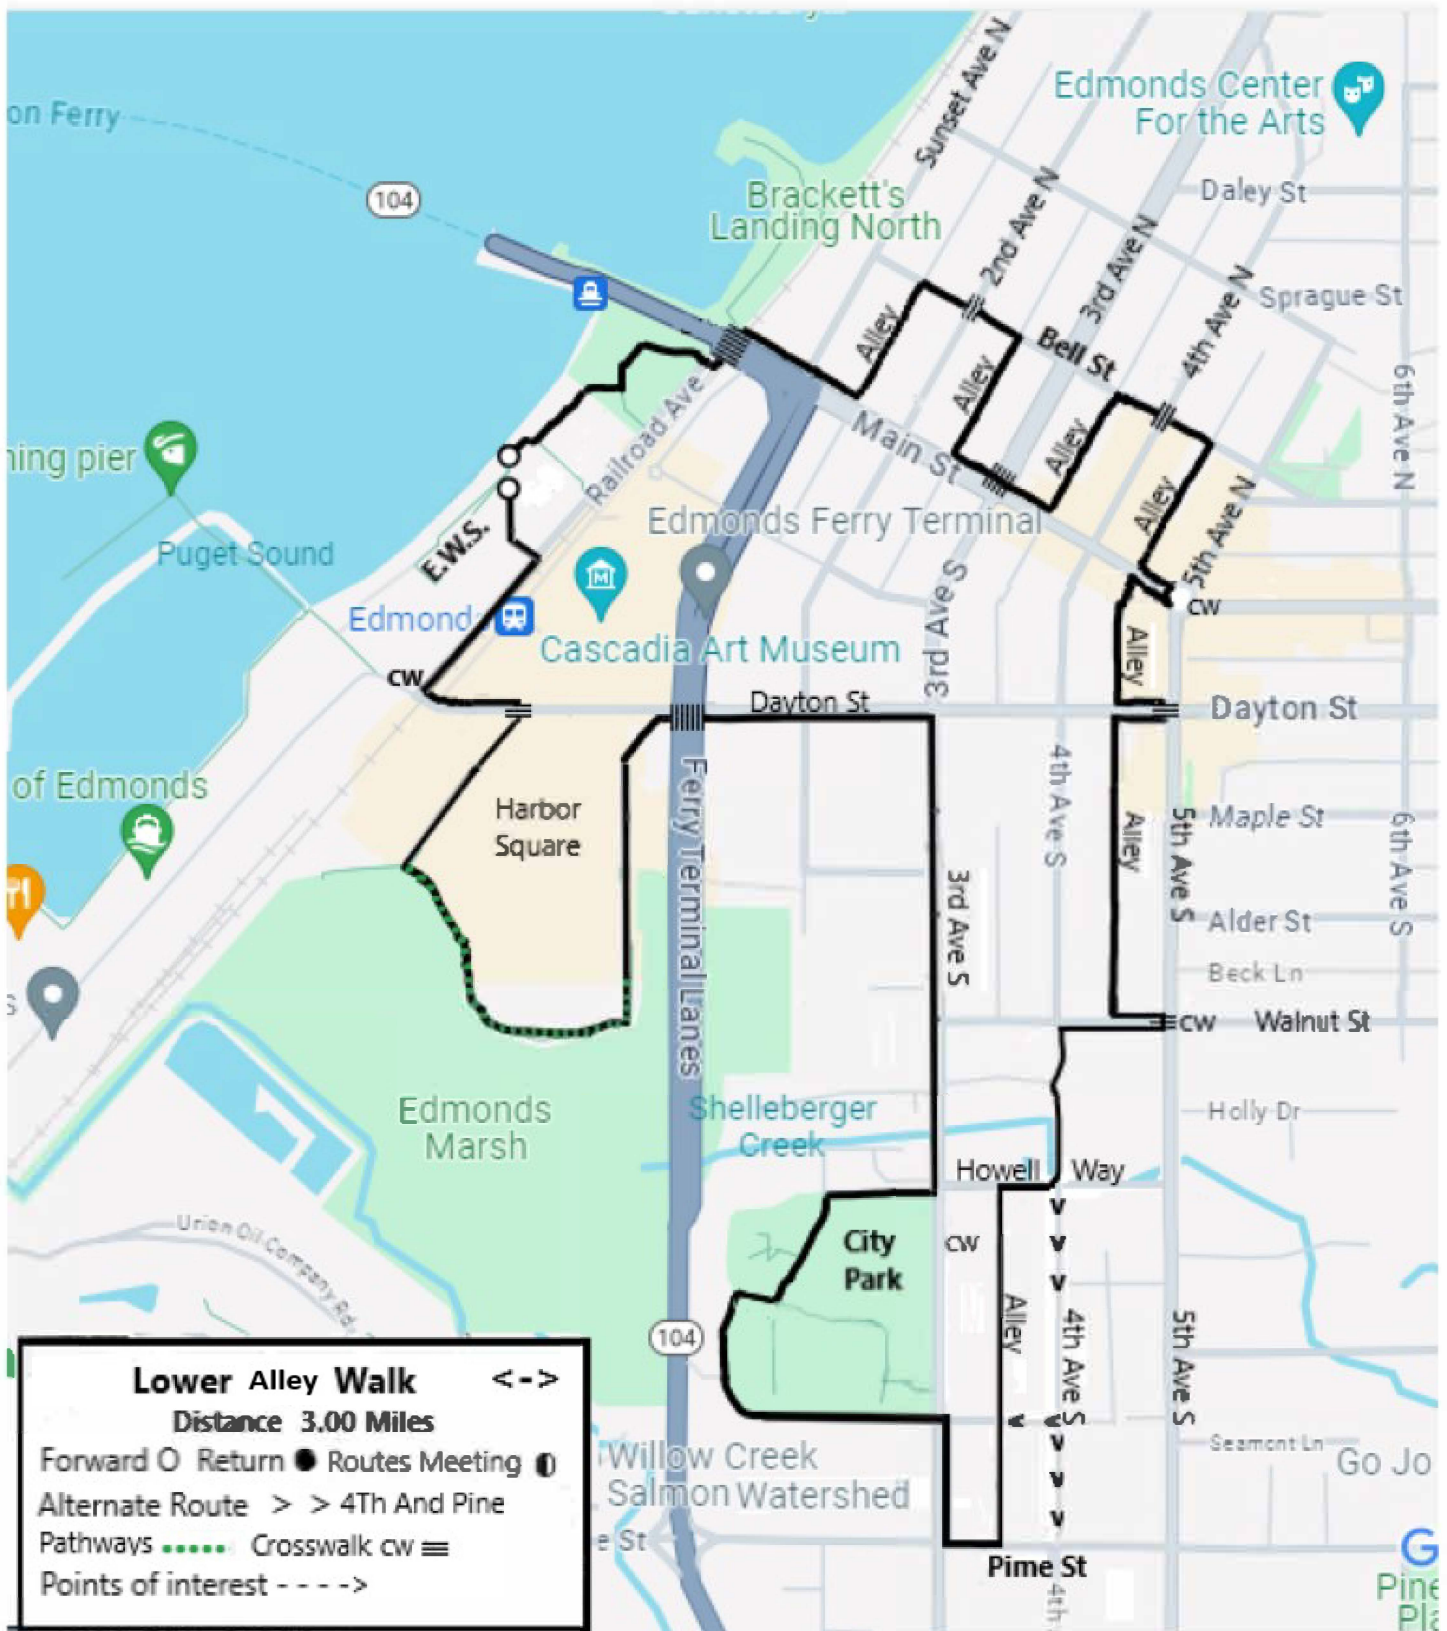 on Ferry
104
Sunset Ave N
Edmonds Center
For the Arts
Brackett's
Landing North
2nd Ave N
3rd Ave N
Daley St
4th Ave N
Sprague St
Alley
Bell St
Alley
6th Ave N
Railroad Ave
Main St
Alley
Alley
5th Ave N
ning pier
Edmonds Ferry Terminal
E.W.S.
Puget Sound
Edmond
Cascadia Art Museum
3rd Ave S
cw
Alley
cw
Dayton St
Dayton St
of Edmonds
Harbor
Square
Ferry Terminal Lanes
4th Ave S
Alley
5th Ave S
Maple St
6th Ave S
3rd Ave S
Alder St
Beck Ln
s
cw
Walnut St
Edmonds
Marsh
Shelleberger
Creek
Holly Dr
Howell Way
Union Oil Company Rd.
City
Park
cw
Alley
4th Ave S
5th Ave S
104
Lower Alley Walk <->
Distance 3.00 Miles
Forward O Return ● Routes Meeting ◐
Alternate Route > > 4Th And Pine
Pathways ..... Crosswalk cw ≡
Points of interest - - - ->
Willow Creek
Salmon Watershed
Seamont Ln
Go Jo
e St
Pime St
4th
G
Pine
Pla